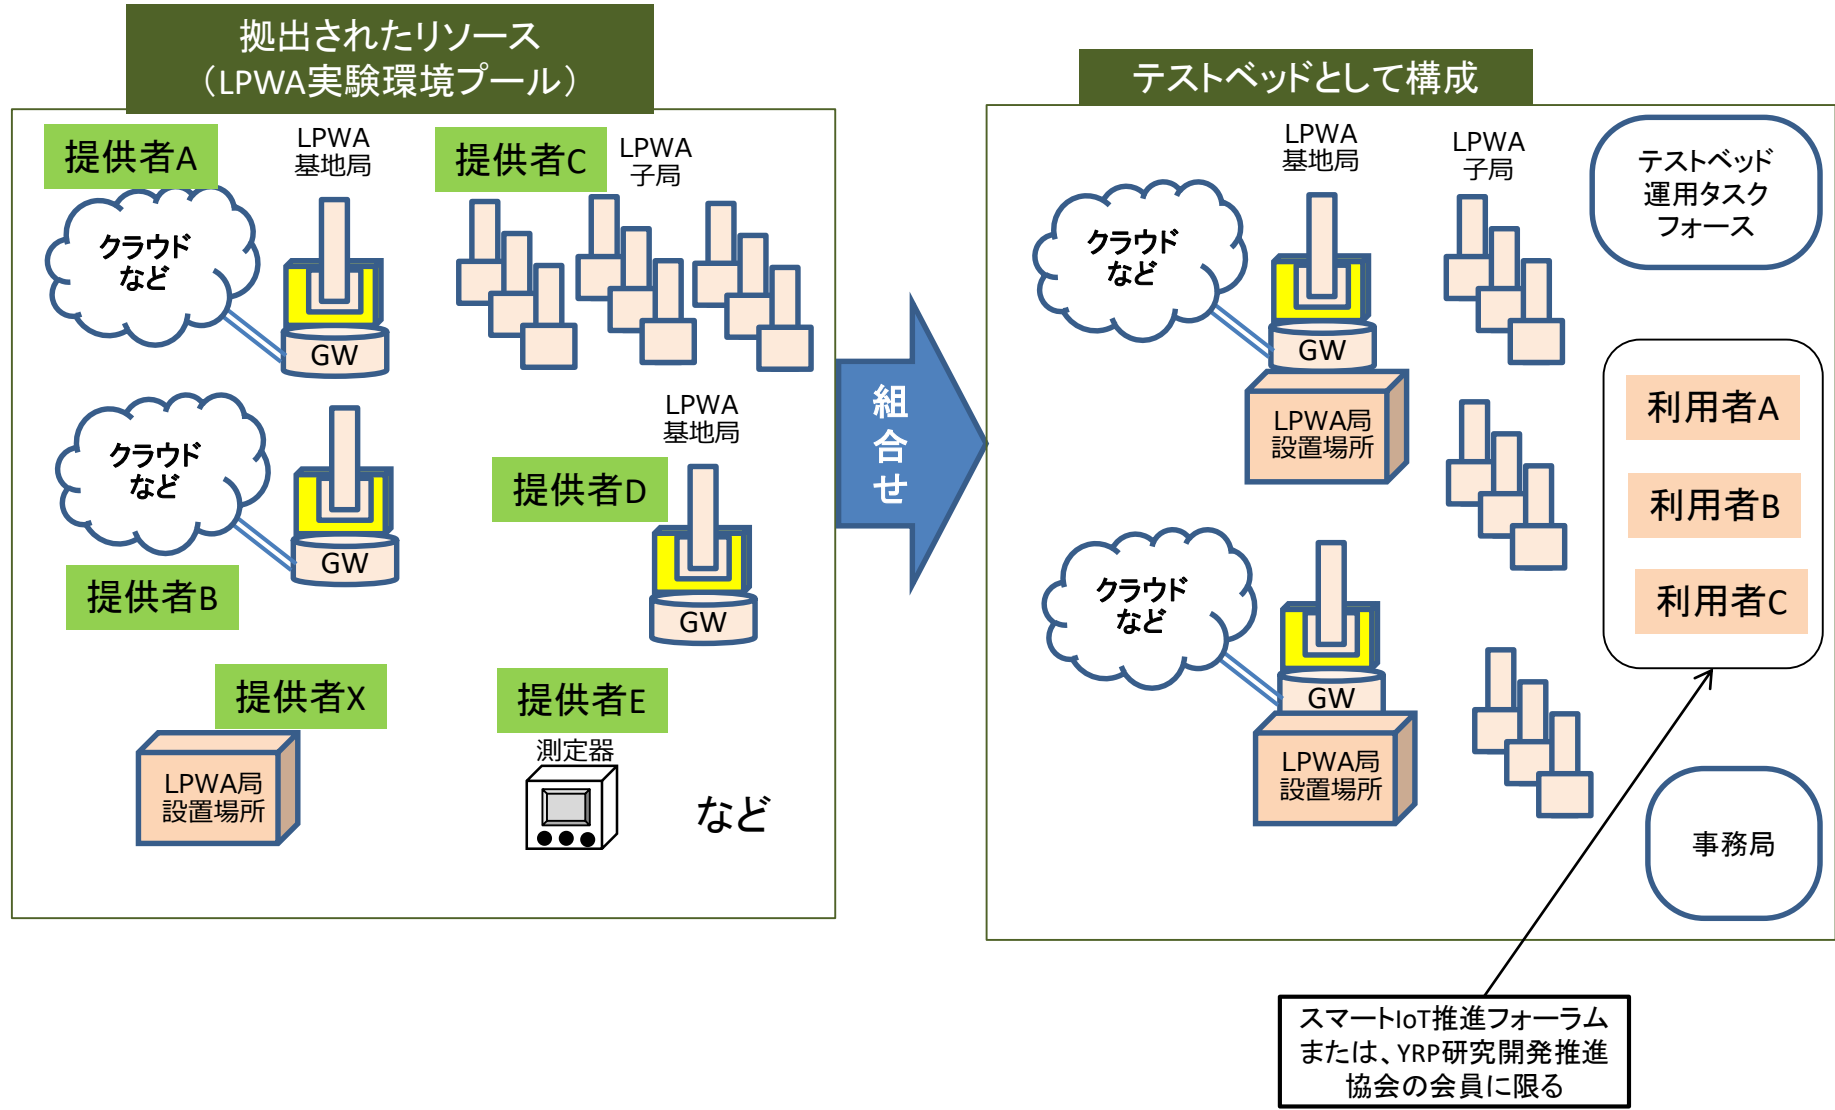 拠出されたリソース
（LPWA実験環境プール）
提供者A
LPWA
基地局
クラウド
など
GW
提供者C
LPWA
子局
クラウド
など
GW
提供者B
LPWA
基地局
提供者D
GW
提供者X
LPWA局
設置場所
提供者E
測定器
など
組
合
せ
テストベッドとして構成
LPWA
基地局
クラウド
など
GW
LPWA局
設置場所
LPWA
子局
クラウド
など
GW
LPWA局
設置場所
テストベッド
運用タスク
フォース
利用者A
利用者B
利用者C
事務局
スマートIoT推進フォーラム
または、YRP研究開発推進
協会の会員に限る